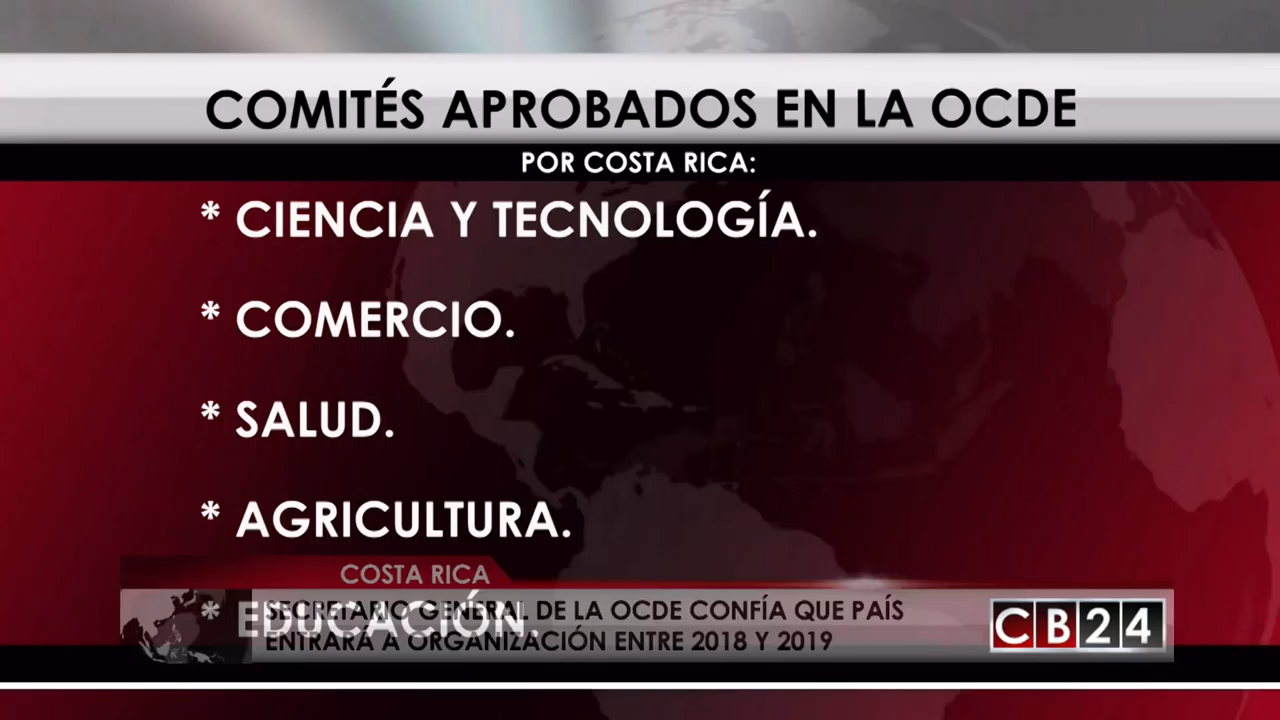 COMITÉS APROBADOS EN LA OCDE
POR COSTA RICA:
* CIENCIA Y TECNOLOGÍA.
* COMERCIO.
* SALUD.
* AGRICULTURA.
* EDUCACIÓN.
COSTA RICA
SECRETARIO GENERAL DE LA OCDE CONFÍA QUE PAÍS
ENTRARÁ A ORGANIZACIÓN ENTRE 2018 Y 2019
CB24